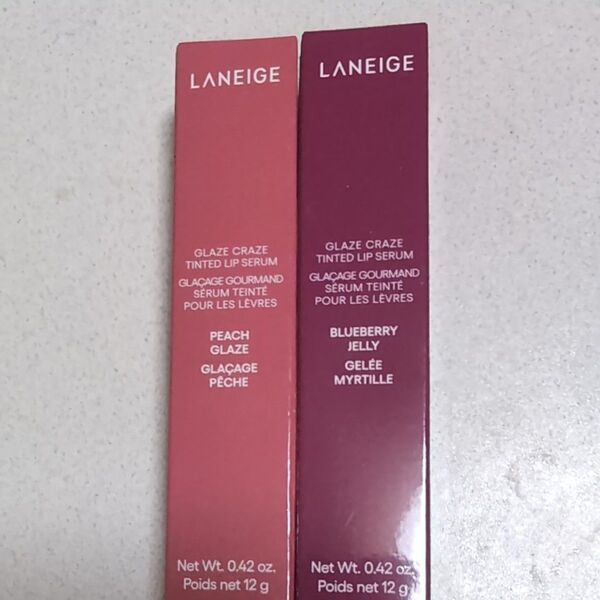 LANEIGE
GLAZE CRAZE
TINTED LIP SERUM
GLAÇAGE GOURMAND
SÉRUM TEINTÉ
POUR LES LÈVRES
PEACH
GLAZE
GLAÇAGE
PÊCHE
Net Wt. 0.42 oz.
Poids net 12 g
LANEIGE
GLAZE CRAZE
TINTED LIP SERUM
GLAÇAGE GOURMAND
SÉRUM TEINTÉ
POUR LES LÈVRES
BLUEBERRY
JELLY
GELÉE
MYRTILLE
Net Wt. 0.42 oz.
Poids net 12 g